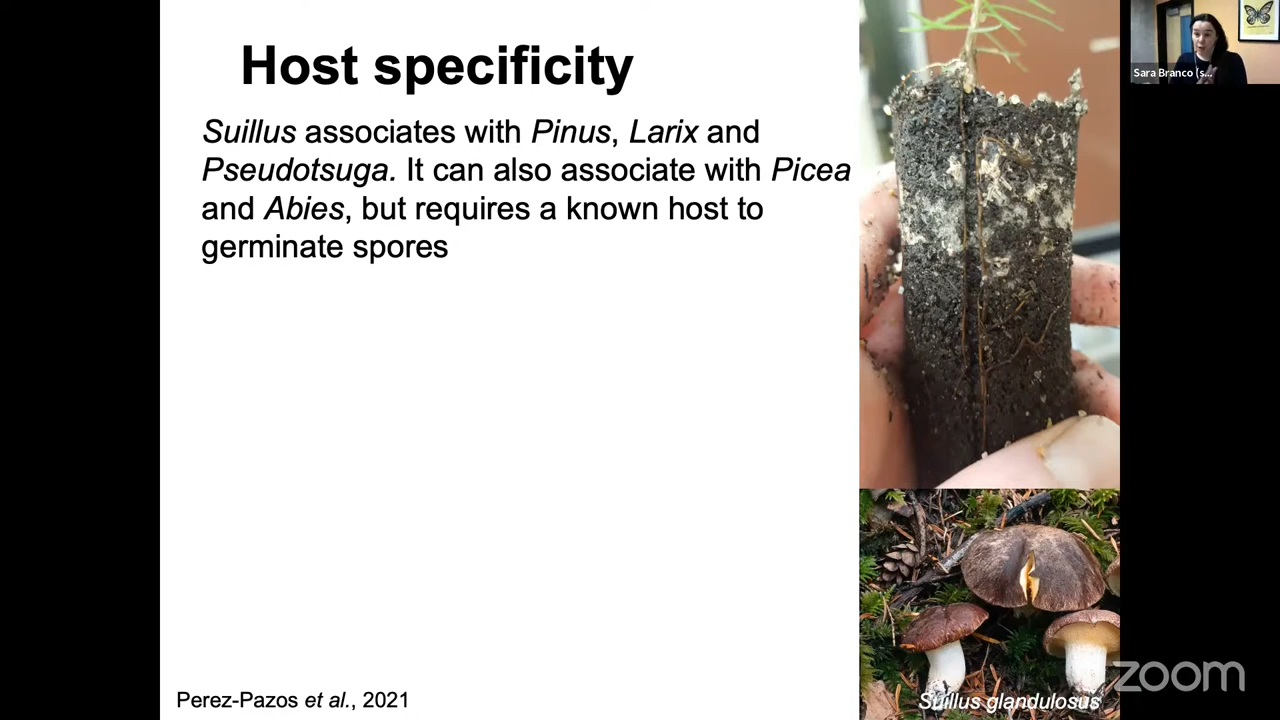 Host specificity
Suillus associates with Pinus, Larix and
Pseudotsuga. It can also associate with Picea
and Abies, but requires a known host to
germinate spores
Perez-Pazos et al., 2021
Suillus glandulosus
Sara Branco (s...
zoom